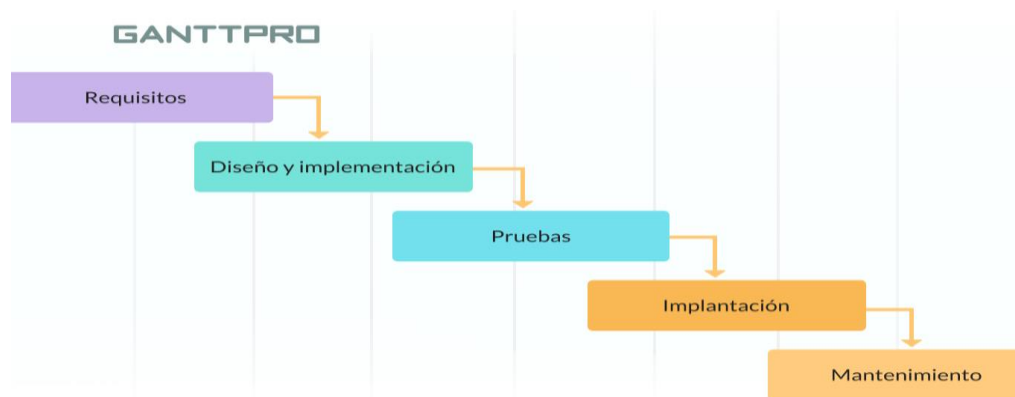 GANTTPRO
Requisitos
Diseño y implementación
Pruebas
Implantación
Mantenimiento